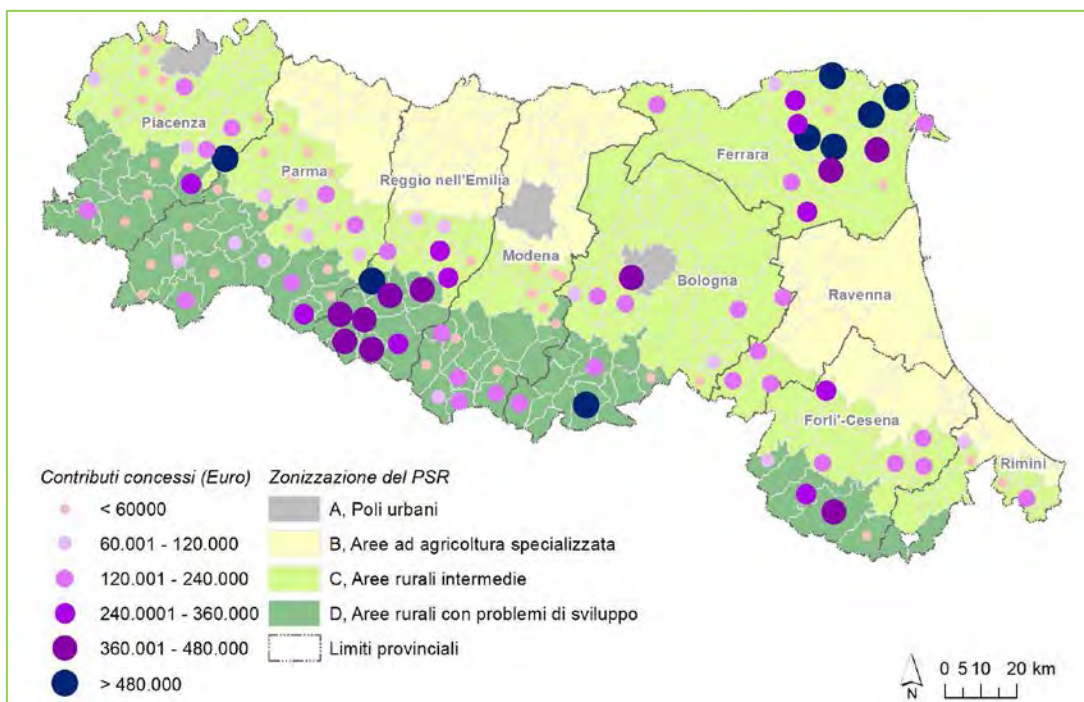 Piacenza
Parma
Reggio nell'Emilia
Modena
Ferrara
Bologna
Ravenna
Forli'-Cesena
Rimini
Contributi concessi (Euro)
< 60000
60.001 - 120.000
120.001 - 240.000
240.0001 - 360.000
360.001 - 480.000
> 480.000
Zonizzazione del PSR
A, Poli urbani
B, Aree ad agricoltura specializzata
C, Aree rurali intermedie
D, Aree rurali con problemi di sviluppo
Limiti provinciali
N
0 5 10 20 km